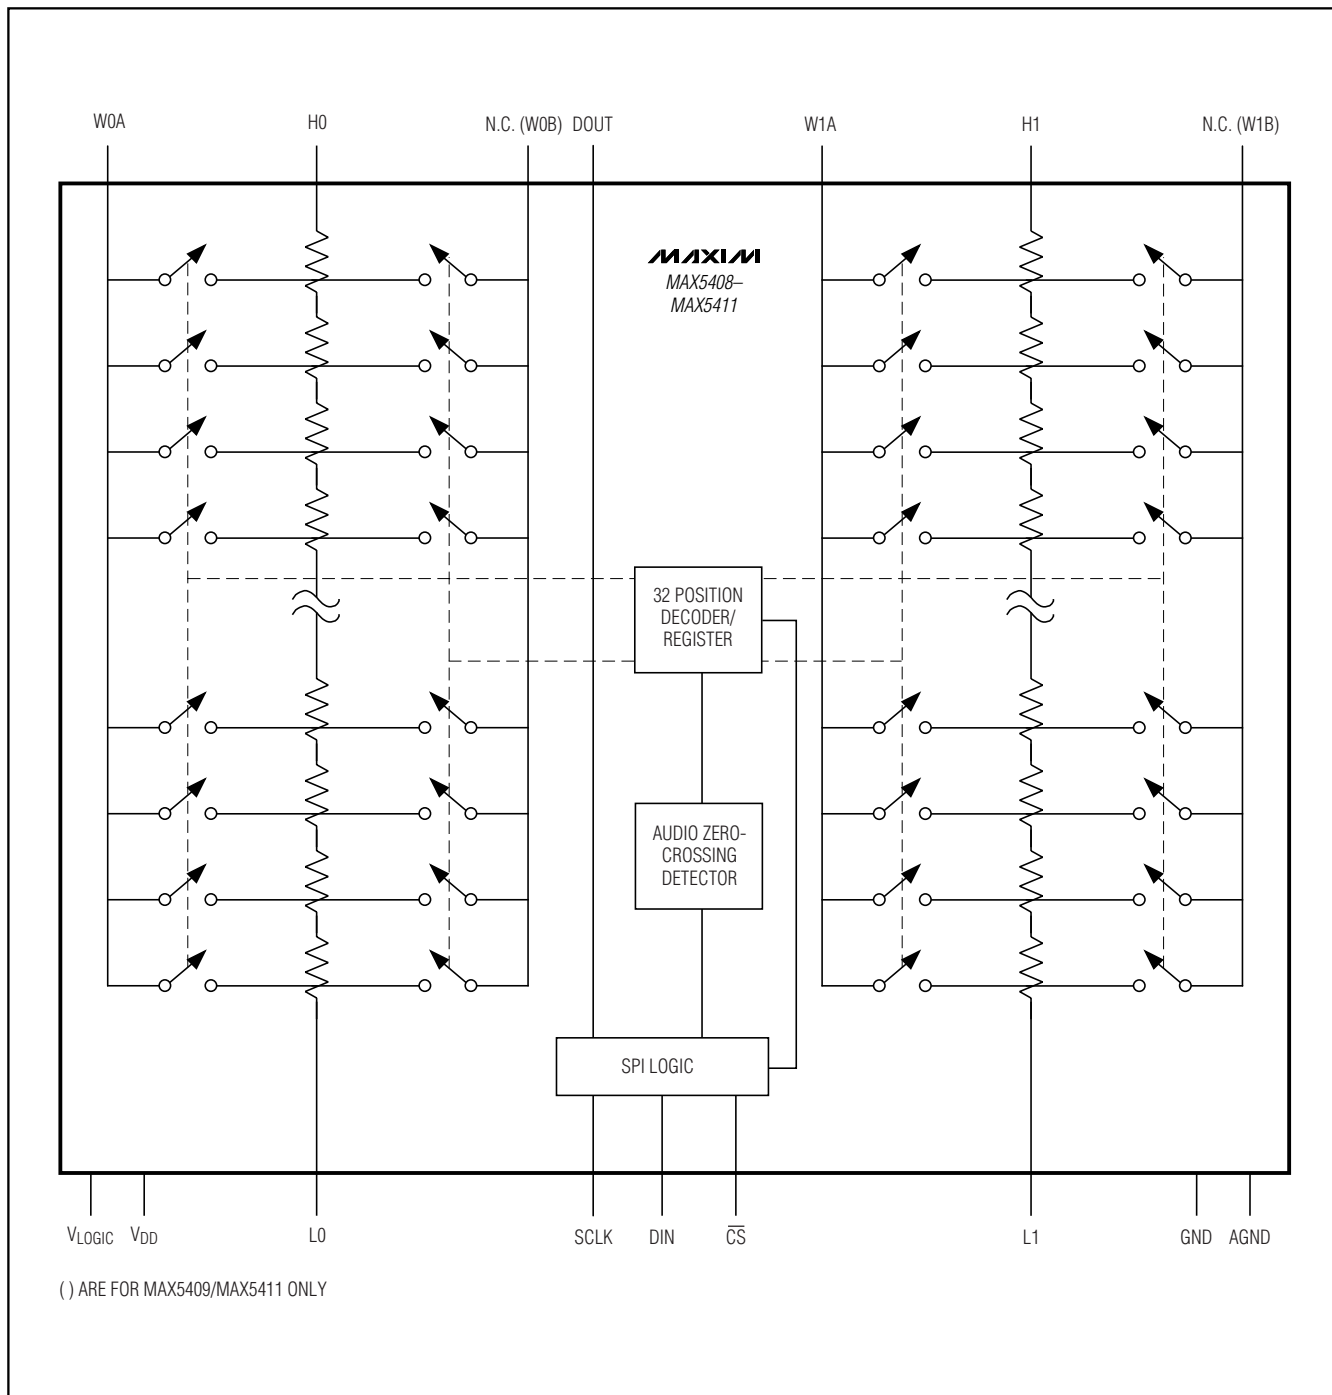 W0A H0 N.C. (W0B) DOUT W1A H1 N.C. (W1B)
MAXIM
MAX5408–
MAX5411
32 POSITION
DECODER/
REGISTER
AUDIO ZERO-
CROSSING
DETECTOR
SPI LOGIC
VLOGIC VDD L0 SCLK DIN C̅S̅ L1 GND AGND
( ) ARE FOR MAX5409/MAX5411 ONLY